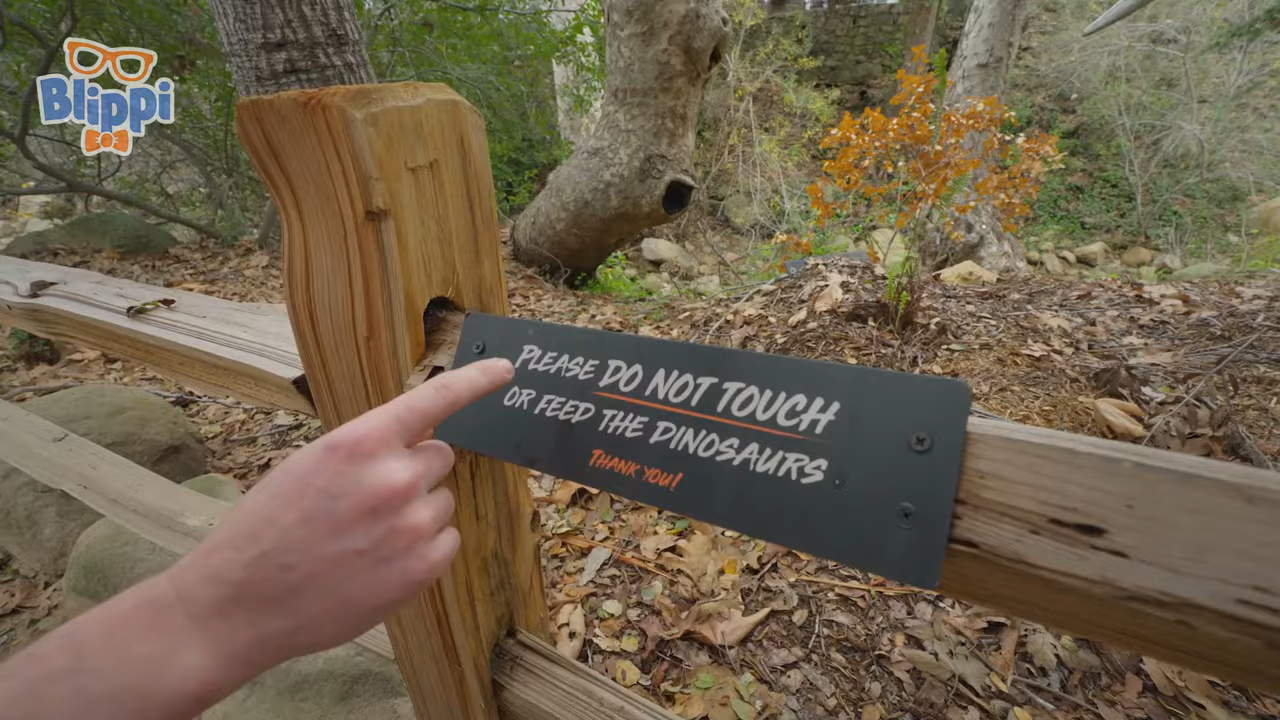 Blippi
PLEASE DO NOT TOUCH
OR FEED THE DINOSAURS
THANK YOU!